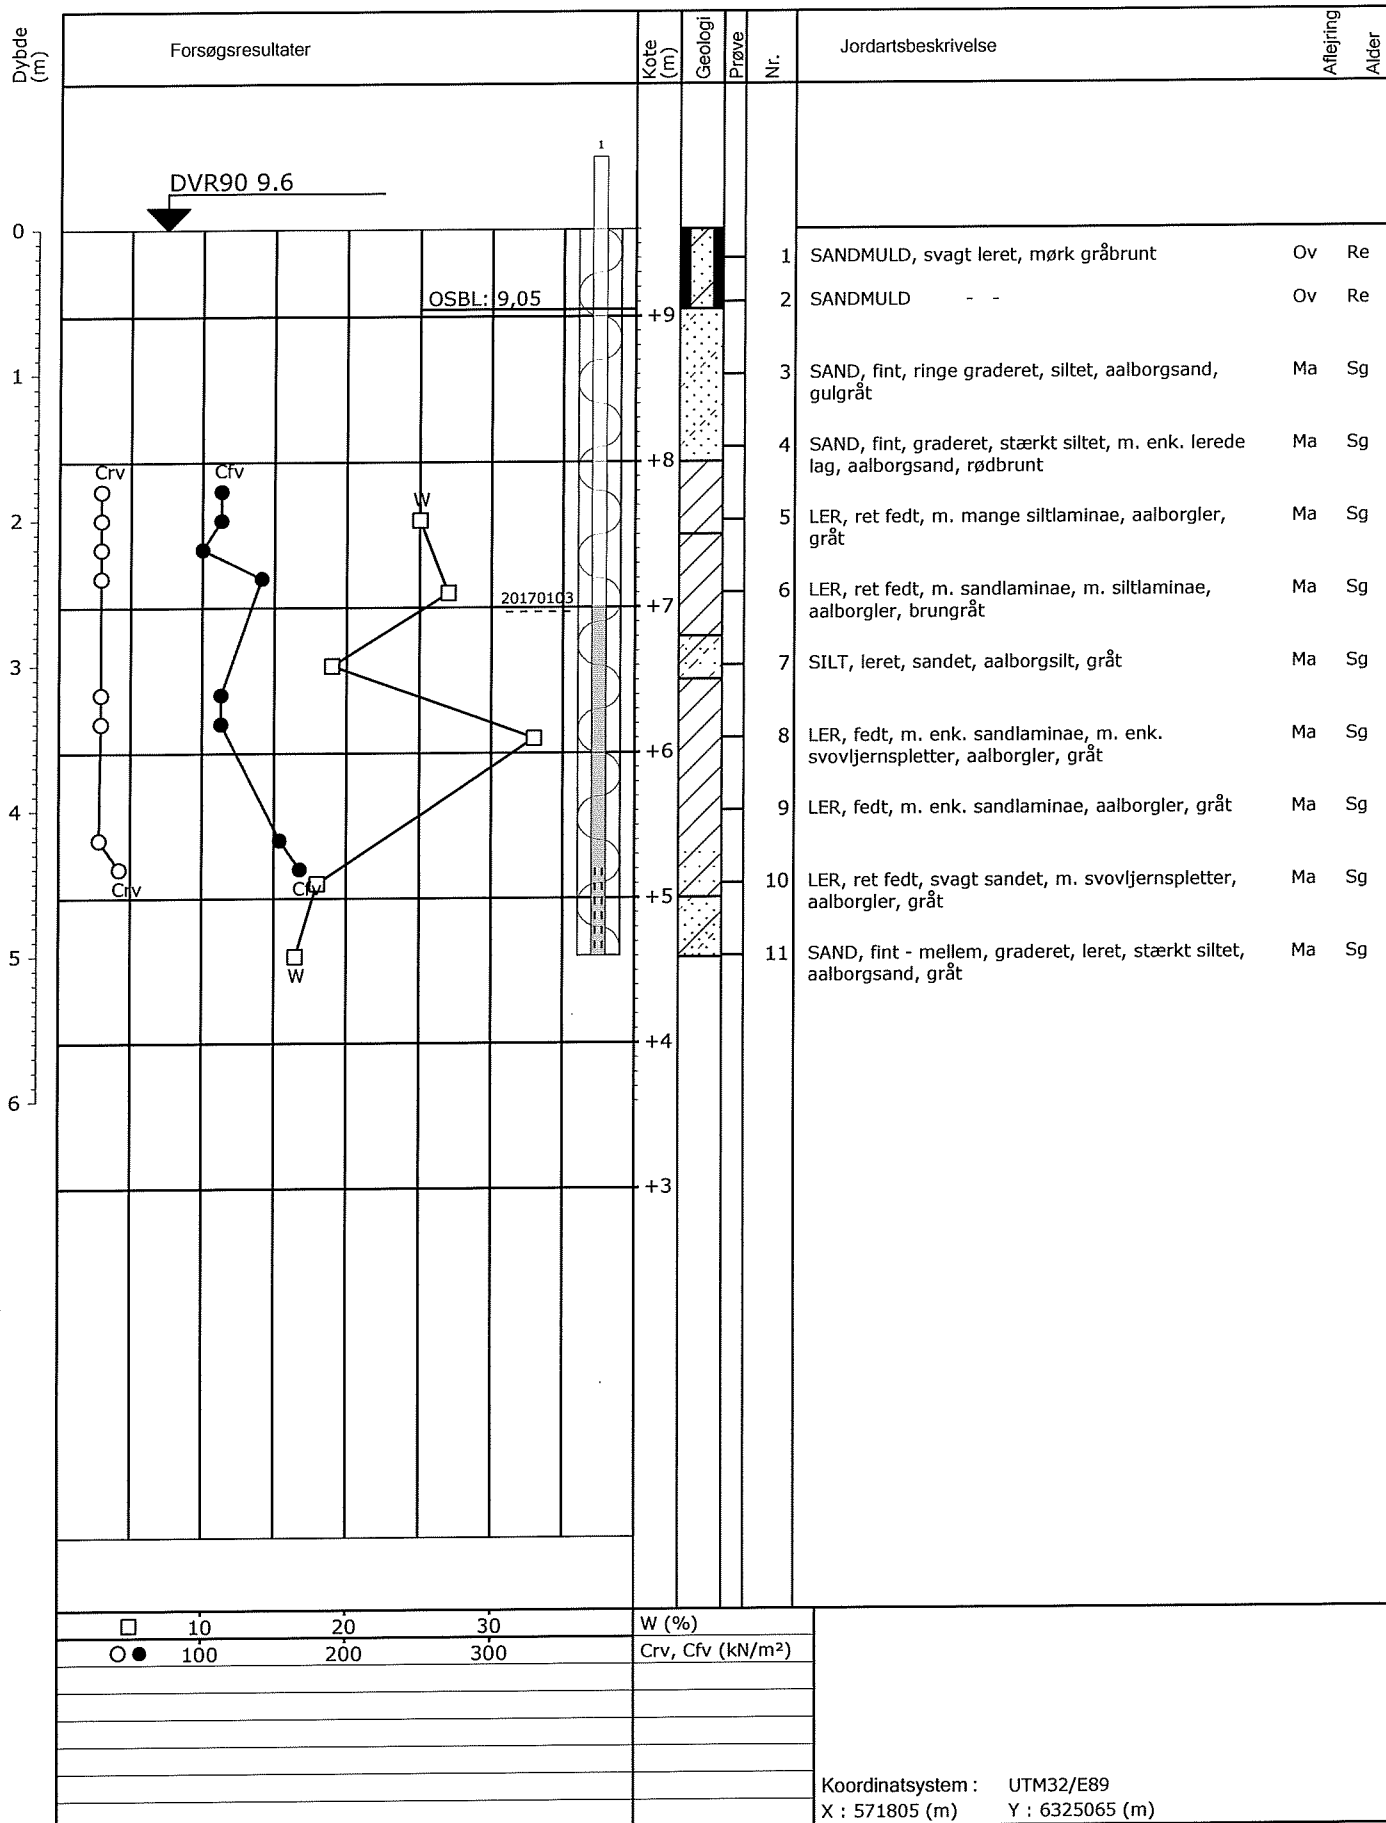 Dybde (m)
Forsøgsresultater
Kote (m)
Geologi
Prøve
Nr.
Jordartsbeskrivelse
Aflejring
Alder
1
DVR90 9.6
0
1 SANDMULD, svagt leret, mørk gråbrunt Ov Re
OSBL: 9,05
2 SANDMULD - - Ov Re
+9
1
3 SAND, fint, ringe graderet, siltet, aalborgsand, Ma Sg
gulgråt
4 SAND, fint, graderet, stærkt siltet, m. enk. lerede Ma Sg
lag, aalborgsand, rødbrunt
+8
Crv Cfv
W
2
5 LER, ret fedt, m. mange siltlaminae, aalborgler, Ma Sg
gråt
6 LER, ret fedt, m. sandlaminae, m. siltlaminae, Ma Sg
aalborgler, brungråt
20170103
+7
3
7 SILT, leret, sandet, aalborgsilt, gråt Ma Sg
8 LER, fedt, m. enk. sandlaminae, m. enk. Ma Sg
svovljernspletter, aalborgler, gråt
+6
4
9 LER, fedt, m. enk. sandlaminae, aalborgler, gråt Ma Sg
Crv Cfv
10 LER, ret fedt, svagt sandet, m. svovljernspletter, Ma Sg
aalborgler, gråt
+5
5
11 SAND, fint - mellem, graderet, leret, stærkt siltet, Ma Sg
aalborgsand, gråt
W
+4
6
+3
10 20 30 W (%)
100 200 300 Crv, Cfv (kN/m²)
Koordinatsystem : UTM32/E89
X : 571805 (m) Y : 6325065 (m)